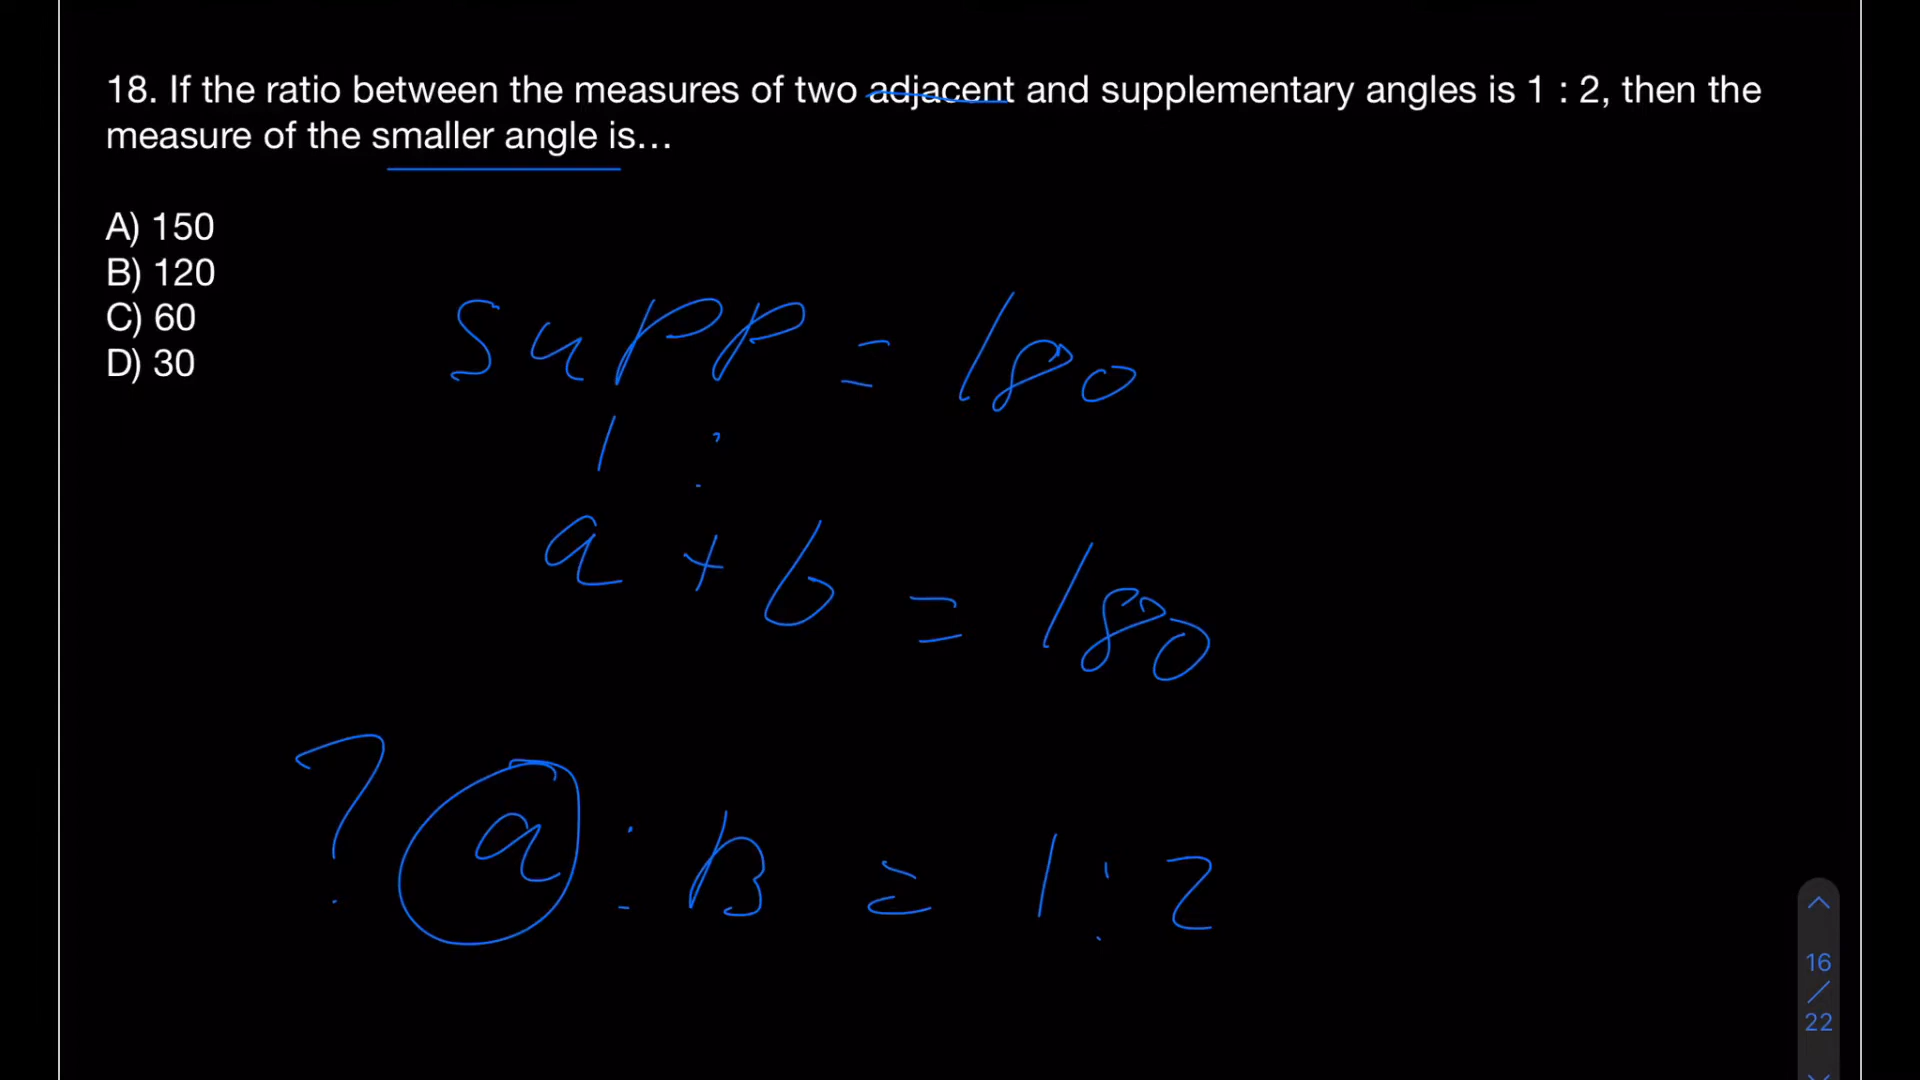 18. If the ratio between the measures of two adjacent and supplementary angles is 1 : 2, then the
measure of the smaller angle is...
A) 150
B) 120
C) 60
D) 30
supp = 180
1 :
a + b = 180
? a : B = 1 : 2
16
/
22